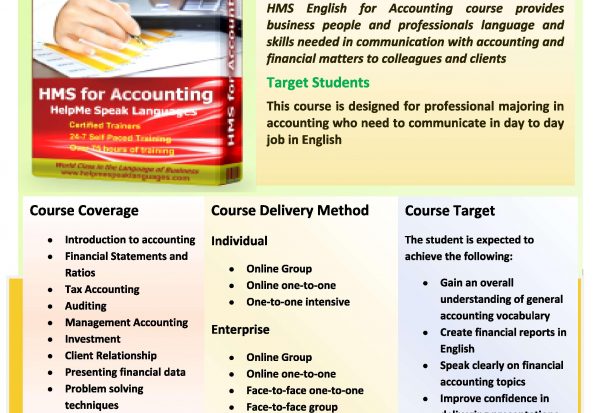 HMS English for Accounting course provides
business people and professionals language and
skills needed in communication with accounting and
financial matters to colleagues and clients
Target Students
This course is designed for professional majoring in
accounting who need to communicate in day to day
job in English
HMS for Accounting
HelpMe Speak Languages
Certified Trainers
24-7 Self Paced Training
Over 75 hours of training
World Class in the Language of Business
www.helpmespeaklanguages.com
HMS for Accounting
Course Coverage
• Introduction to accounting
• Financial Statements and
Ratios
• Tax Accounting
• Auditing
• Management Accounting
• Investment
• Client Relationship
• Presenting financial data
• Problem solving
techniques
Course Delivery Method
Individual
• Online Group
• Online one-to-one
• One-to-one intensive
Enterprise
• Online Group
• Online one-to-one
• Face-to-face one-to-one
• Face-to-face group
Course Target
The student is expected to
achieve the following:
• Gain an overall
understanding of general
accounting vocabulary
• Create financial reports in
English
• Speak clearly on financial
accounting topics
• Improve confidence in
delivering presentations